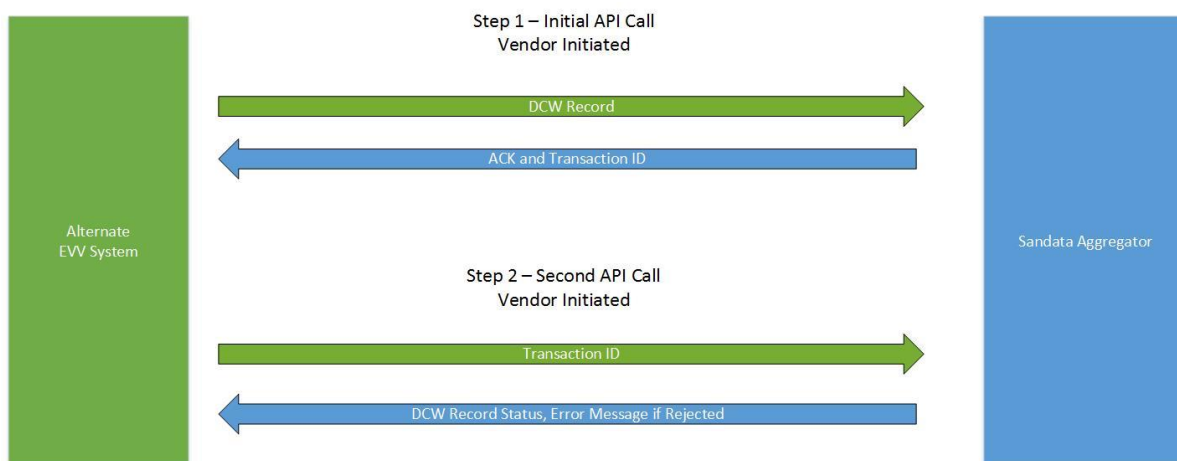 Step 1 – Initial API Call
Vendor Initiated
DCW Record
ACK and Transaction ID
Alternate
EVV System
Sandata Aggregator
Step 2 – Second API Call
Vendor Initiated
Transaction ID
DCW Record Status, Error Message if Rejected